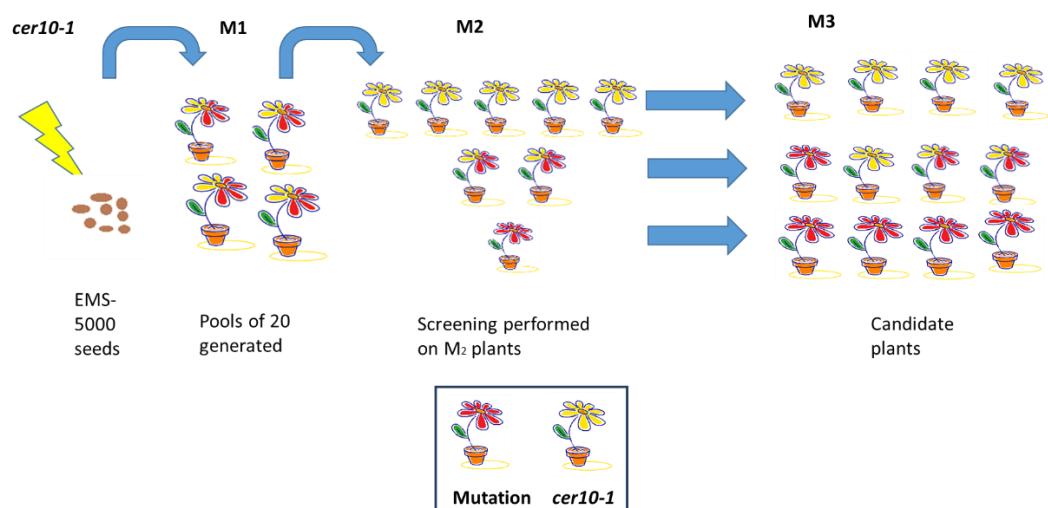 cer10-1
M1
M2
M3
EMS-
5000
seeds
Pools of 20
generated
Screening performed
on M₂ plants
Candidate
plants
Mutation cer10-1